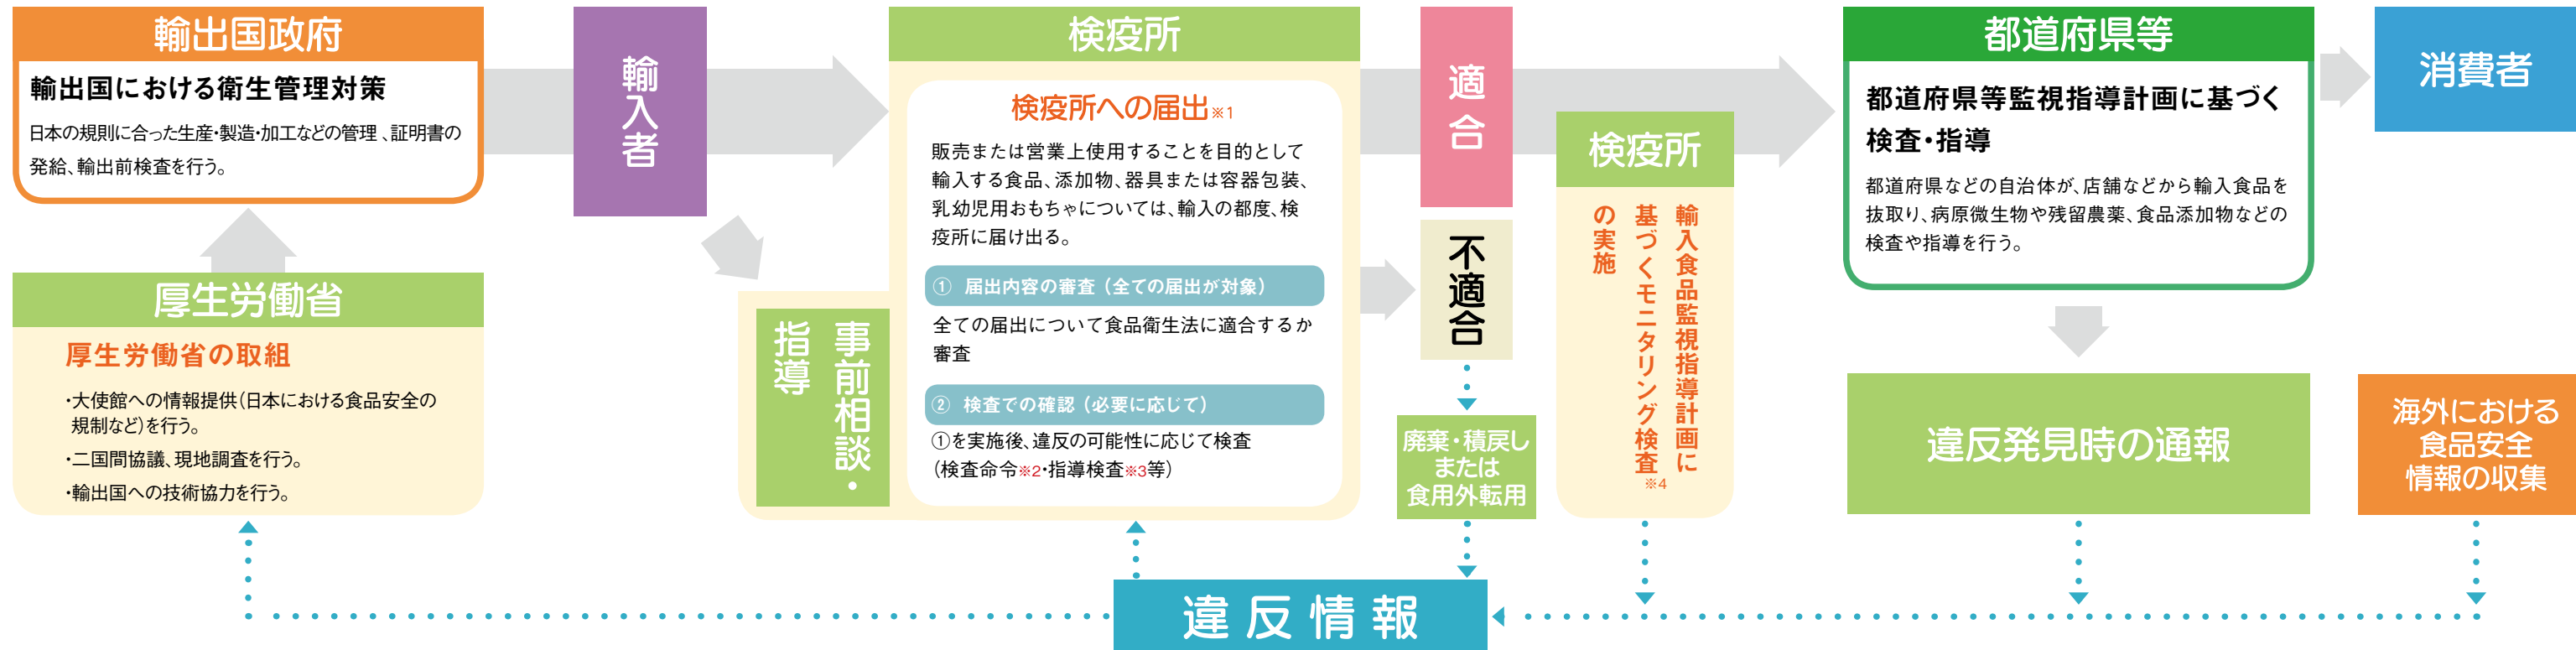 輸出国政府
輸出国における衛生管理対策
日本の規則に合った生産・製造・加工などの管理、証明書の
発給、輸出前検査を行う。
厚生労働省
厚生労働省の取組
・大使館への情報提供(日本における食品安全の
規制など)を行う。
・二国間協議、現地調査を行う。
・輸出国への技術協力を行う。
輸入者
事前相談・
指導
検疫所
検疫所への届出※1
販売または営業上使用することを目的として
輸入する食品、添加物、器具または容器包装、
乳幼児用おもちゃについては、輸入の都度、検
疫所に届け出る。
① 届出内容の審査（全ての届出が対象）
全ての届出について食品衛生法に適合するか
審査
② 検査での確認（必要に応じて）
①を実施後、違反の可能性に応じて検査
(検査命令※2・指導検査※3等)
適合
不適合
廃棄・積戻し
または
食用外転用
検疫所
輸入食品監視指導計画に
基づくモニタリング検査
の実施
※4
都道府県等
都道府県等監視指導計画に基づく
検査・指導
都道府県などの自治体が、店舗などから輸入食品を
抜取り、病原微生物や残留農薬、食品添加物などの
検査や指導を行う。
違反発見時の通報
消費者
海外における
食品安全
情報の収集
違反情報